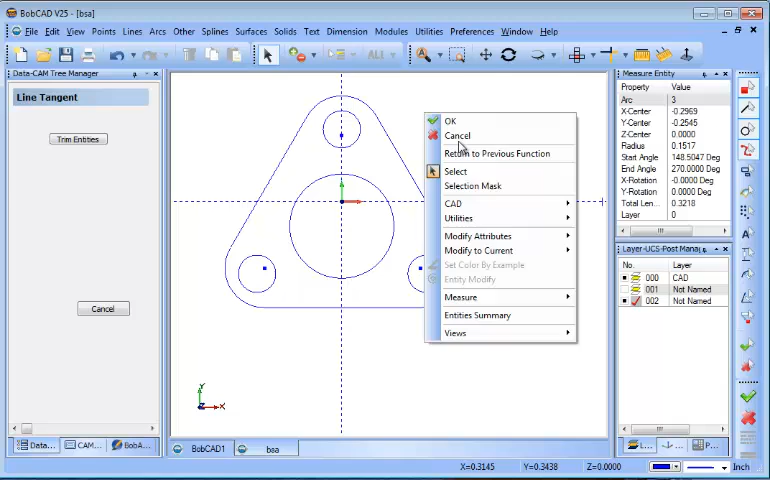 BobCAD V25 - [bsa]
File Edit View Points Lines Arcs Other Splines Surfaces Solids Text Dimension Modules Utilities Preferences Window Help
ALI
Data-CAM Tree Manager
Line Tangent
Trim Entities
Cancel
Data...
CAM...
BobA...
OK
Cancel
Return to Previous Function
Select
Selection Mask
CAD
Utilities
Modify Attributes
Modify to Current
Set Color By Example
Entity Modify
Measure
Entities Summary
Views
Y
X
Z
BobCAD1
bsa
Measure Entity
Property Value
Arc 3
X-Center -0.2969
Y-Center -0.2545
Z-Center 0.0000
Radius 0.1517
Start Angle 148.5047 Deg
End Angle 270.0000 Deg
X-Rotation -0.0000 Deg
Y-Rotation 0.0000 Deg
Total Len... 0.3218
Layer 0
Layer-UCS-Post Manag
No. Layer
000 CAD
001 Not Named
002 Not Named
L...
P...
X=0.3145 Y=0.3438 Z=0.0000
Inch